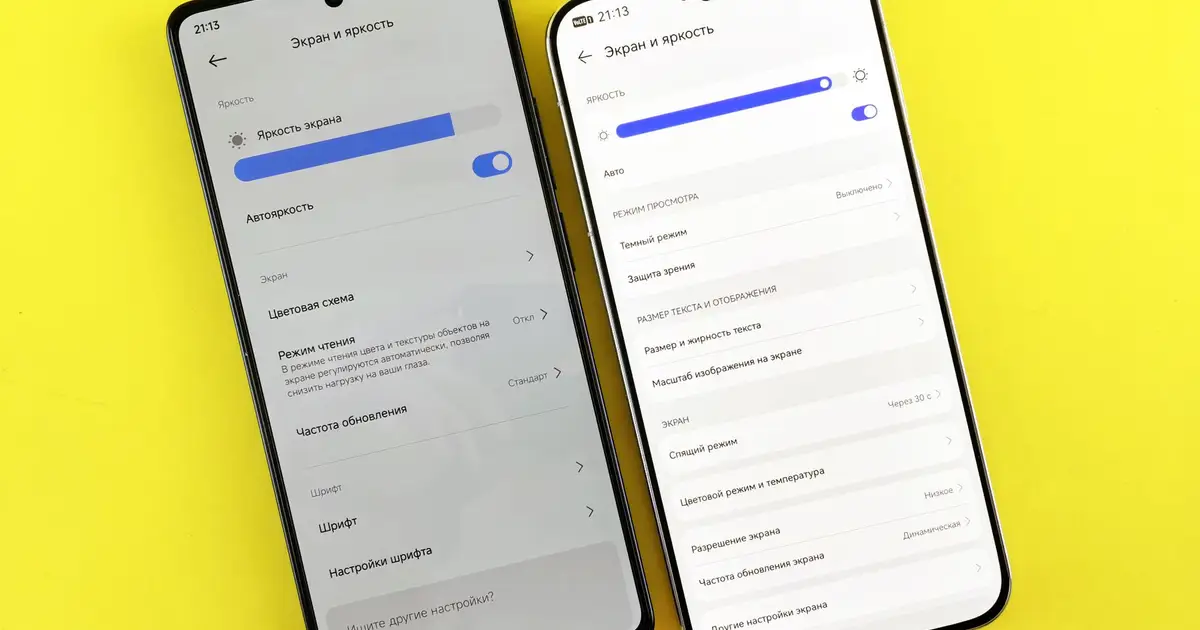 21:13
Экран и яркость
Яркость
Яркость экрана
Автояркость
Экран
Цветовая схема
Режим чтения
Откл
В режиме чтения цвета и текстуры объектов на
экране регулируются автоматически, позволяя
снизить нагрузку на ваши глаза.
Частота обновления
Стандарт
Шрифт
Шрифт
Настройки шрифта
Ищите другие настройки?
21:13
Экран и яркость
ЯРКОСТЬ
Авто
РЕЖИМ ПРОСМОТРА
Темный режим
Выключено
Защита зрения
РАЗМЕР ТЕКСТА И ОТОБРАЖЕНИЯ
Размер и жирность текста
Масштаб изображения на экране
ЭКРАН
Спящий режим
Через 30 с
Цветовой режим и температура
Разрешение экрана
Низкое
Частота обновления экрана
Динамическая
Другие настройки экрана